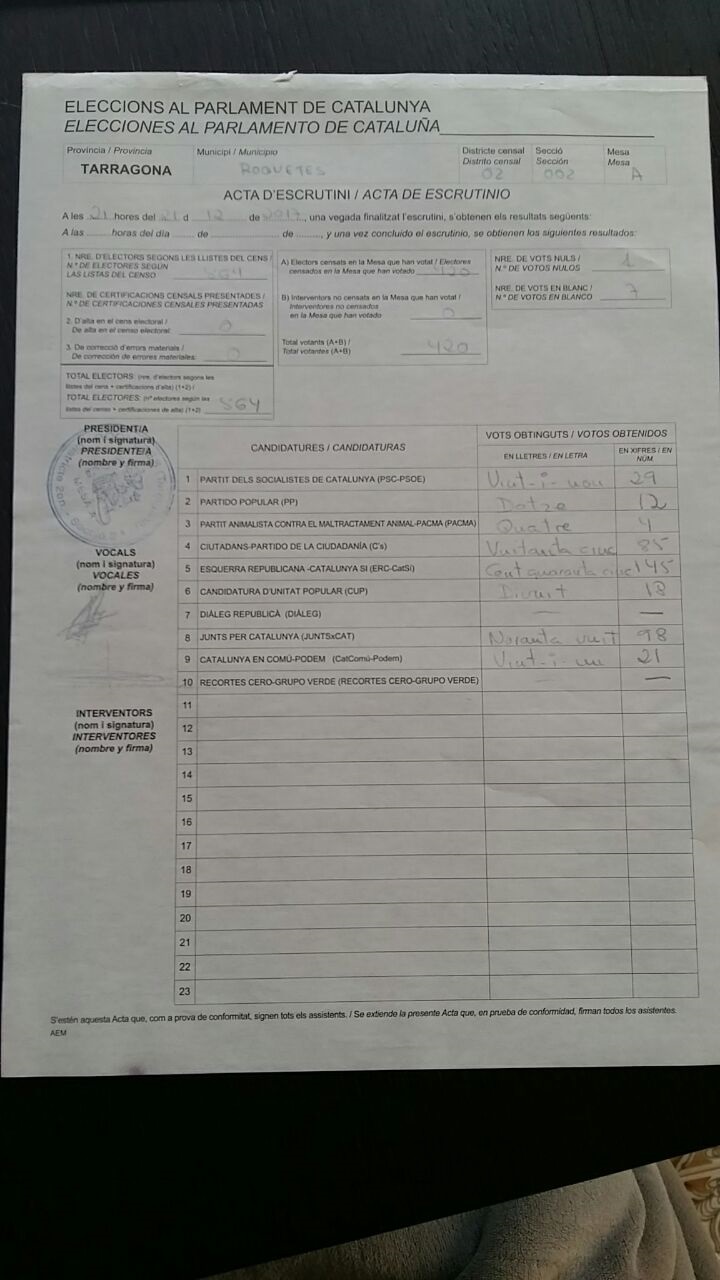 ELECCIONS AL PARLAMENT DE CATALUNYA
ELECCIONES AL PARLAMENTO DE CATALUÑA
Provincia / Provincia Municipi / Municipio Districte censal Secció Mesa
Distrito censal Sección Mesa
TARRAGONA ROQUETES 02 002 A
ACTA D'ESCRUTINI / ACTA DE ESCRUTINIO
A les 21 hores del 21 d 12 de 2017, una vegada finalitzat l'escrutini, s'obtenen els resultats següents:
A las ........ horas del día ........ de ........................ de ........, y una vez concluido el escrutinio, se obtienen los siguientes resultados:
1. NRE. D'ELECTORS SEGONS LES LLISTES DEL CENS /
N.º DE ELECTORES SEGÚN
LAS LISTAS DEL CENSO 564
NRE. DE CERTIFICACIONS CENSALS PRESENTADES /
N.º DE CERTIFICACIONES CENSALES PRESENTADAS
2. D'alta en el cens electoral /
De alta en el censo electoral: 0
3. De correcció d'errors materials /
De corrección de errores materiales: 0
TOTAL ELECTORS: (nre. d'electors segons les
llistes del cens + certificacions d'alta) (1+2) /
TOTAL ELECTORES: (nº electores según las
listas del censo + certificaciones de alta) (1+2) 564
A) Electors censats en la Mesa que han votat / Electores
censados en la Mesa que han votado 420
B) Interventors no censats en la Mesa que han votat /
Interventores no censados
en la Mesa que han votado 0
Total votants (A+B) /
Total votantes (A+B) 420
NRE. DE VOTS NULS /
N.º DE VOTOS NULOS 1
NRE. DE VOTS EN BLANC /
N.º DE VOTOS EN BLANCO 7
PRESIDENT/A
(nom i signatura)
PRESIDENTE/A
(nombre y firma)
VOCALS
(nom i signatura)
VOCALES
(nombre y firma)
INTERVENTORS
(nom i signatura)
INTERVENTORES
(nombre y firma)
CANDIDATURES / CANDIDATURAS VOTS OBTINGUTS / VOTOS OBTENIDOS
EN LLETRES / EN LETRA EN XIFRES / EN NÚM.
1 PARTIT DELS SOCIALISTES DE CATALUNYA (PSC-PSOE) Vint-i-nou 29
2 PARTIDO POPULAR (PP) Dotze 12
3 PARTIT ANIMALISTA CONTRA EL MALTRACTAMENT ANIMAL-PACMA (PACMA) Quatre 4
4 CIUTADANS-PARTIDO DE LA CIUDADANÍA (C's) Vuitanta cinc 85
5 ESQUERRA REPUBLICANA -CATALUNYA SI (ERC-CatSí) Cent quaranta cinc 145
6 CANDIDATURA D'UNITAT POPULAR (CUP) Divuit 18
7 DIÀLEG REPUBLICÀ (DIÀLEG) — —
8 JUNTS PER CATALUNYA (JUNTSxCAT) Noranta vuit 98
9 CATALUNYA EN COMÚ-PODEM (CatComú-Podem) Vint-i-un 21
10 RECORTES CERO-GRUPO VERDE (RECORTES CERO-GRUPO VERDE) — —
11
12
13
14
15
16
17
18
19
20
21
22
23
S'estén aquesta Acta que, com a prova de conformitat, signen tots els assistents. / Se extiende la presente Acta que, en prueba de conformidad, firman todos los asistentes.
AEM